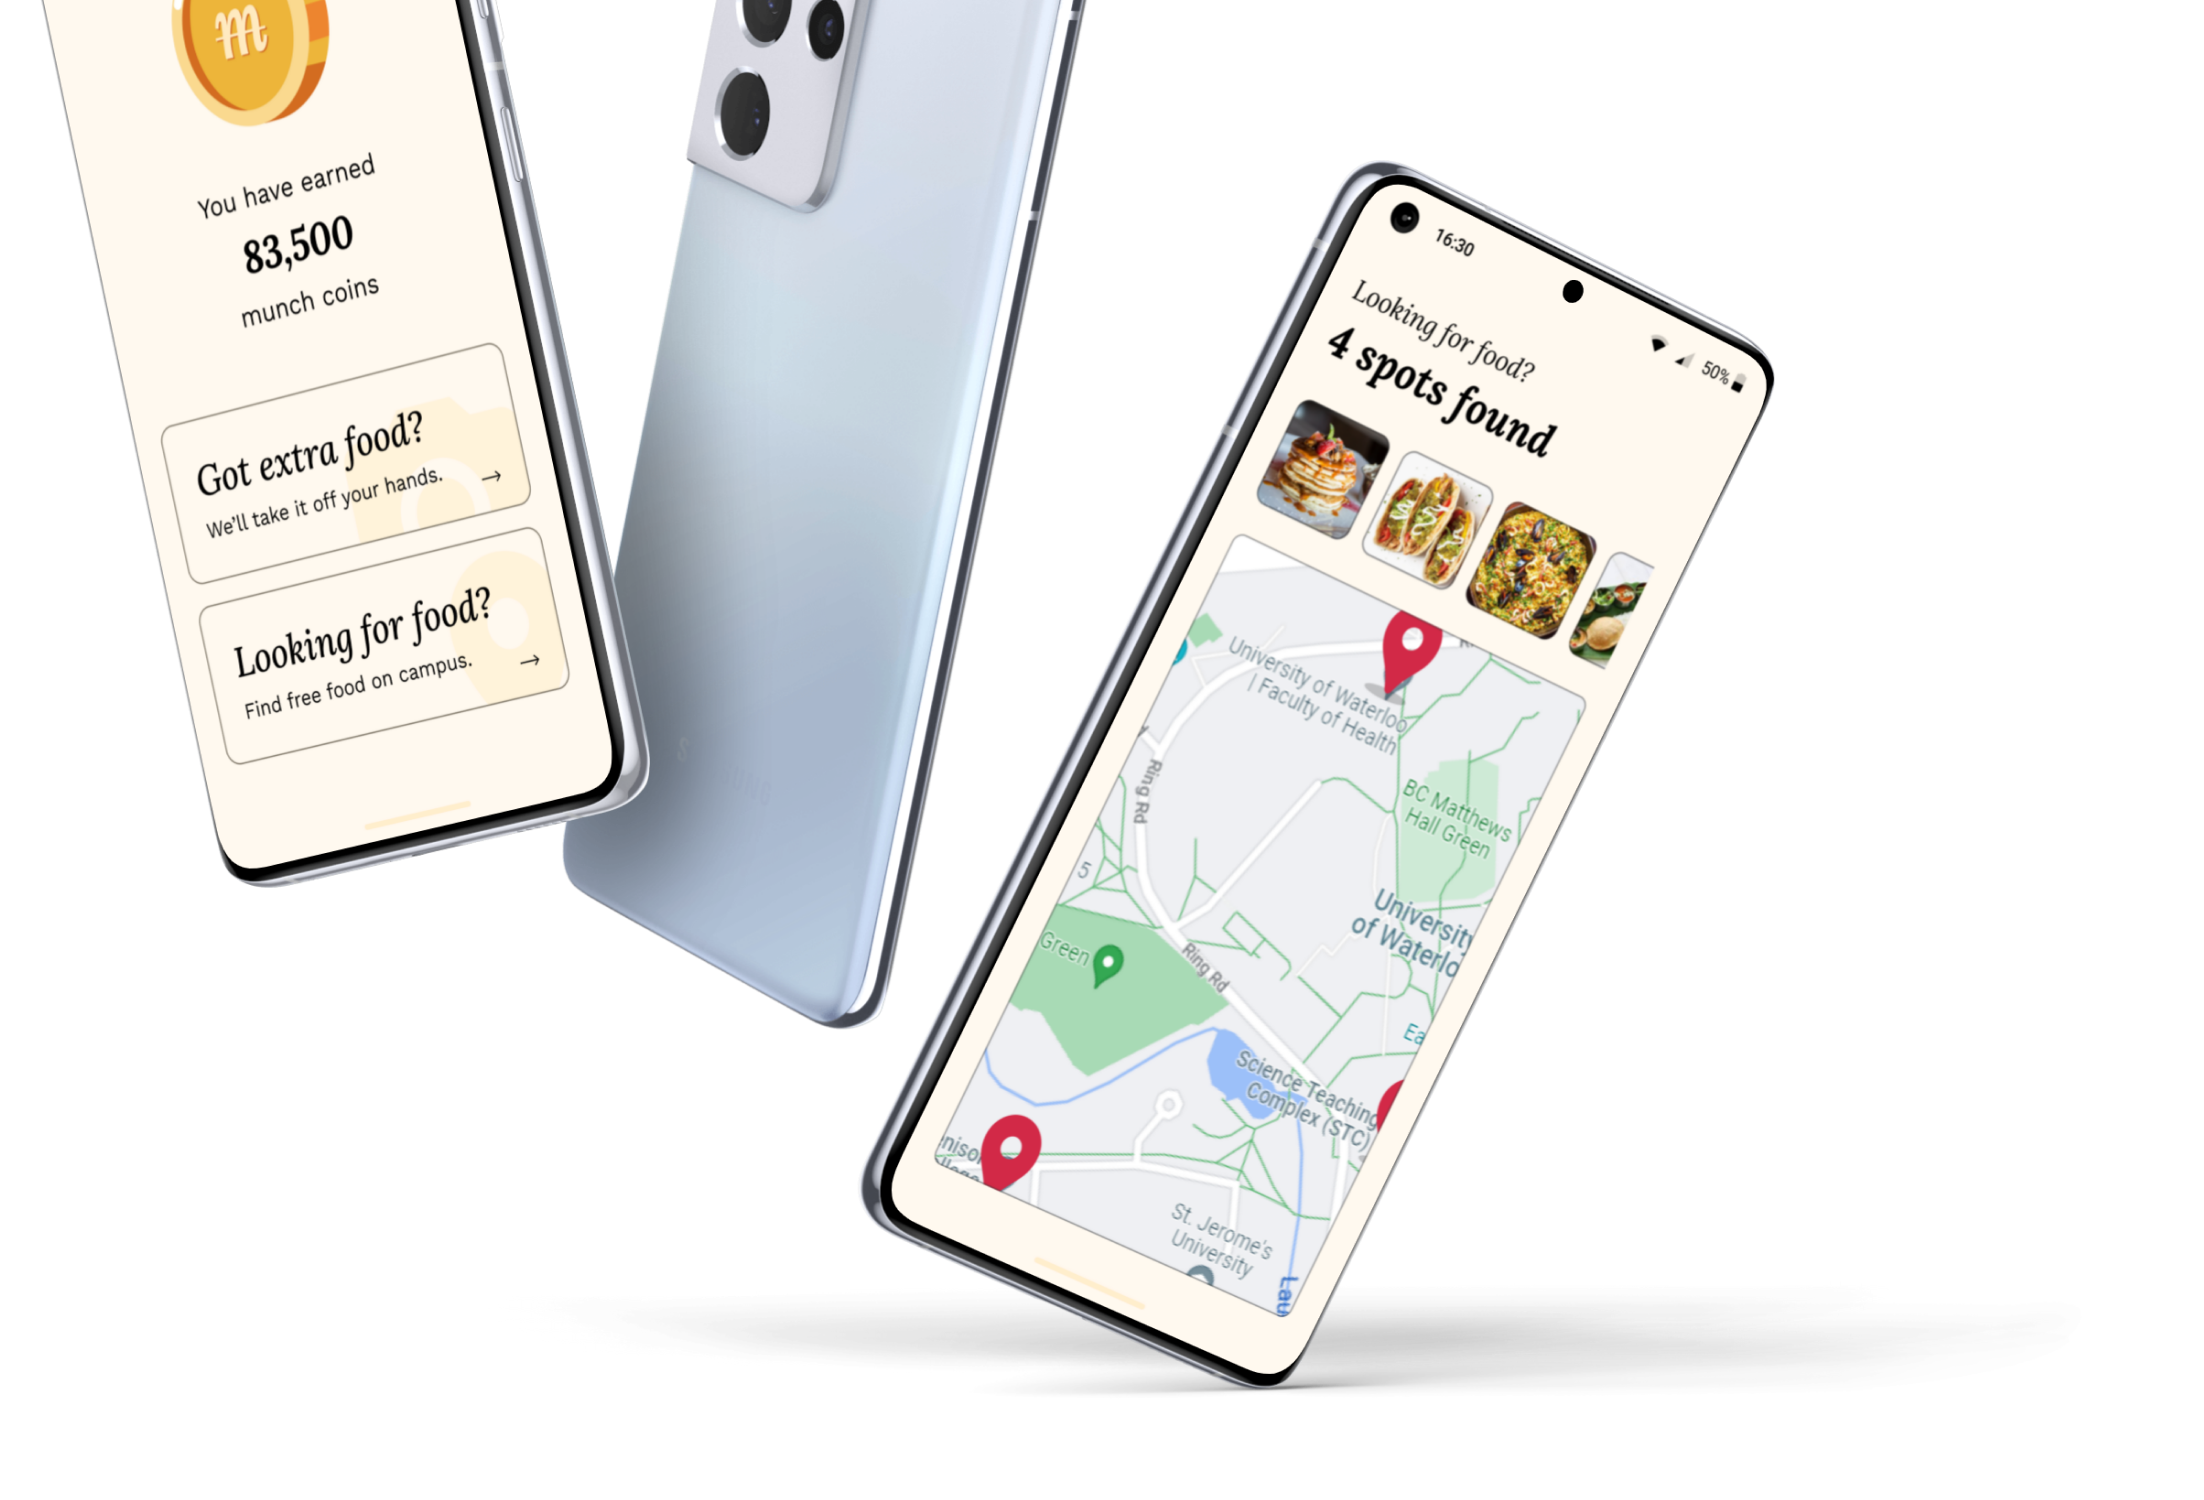 m
You have earned
83,500
munch coins
Got extra food?
We'll take it off your hands. →
Looking for food?
Find free food on campus. →
16:30
50%
Looking for food?
4 spots found
University of Waterloo
| Faculty of Health
Ring Rd
BC Matthews
Hall Green
5
University
of Waterlo
Green
Ring Rd
Ea
Science Teaching
Complex (STC)
St. Jerome's
University
Lau